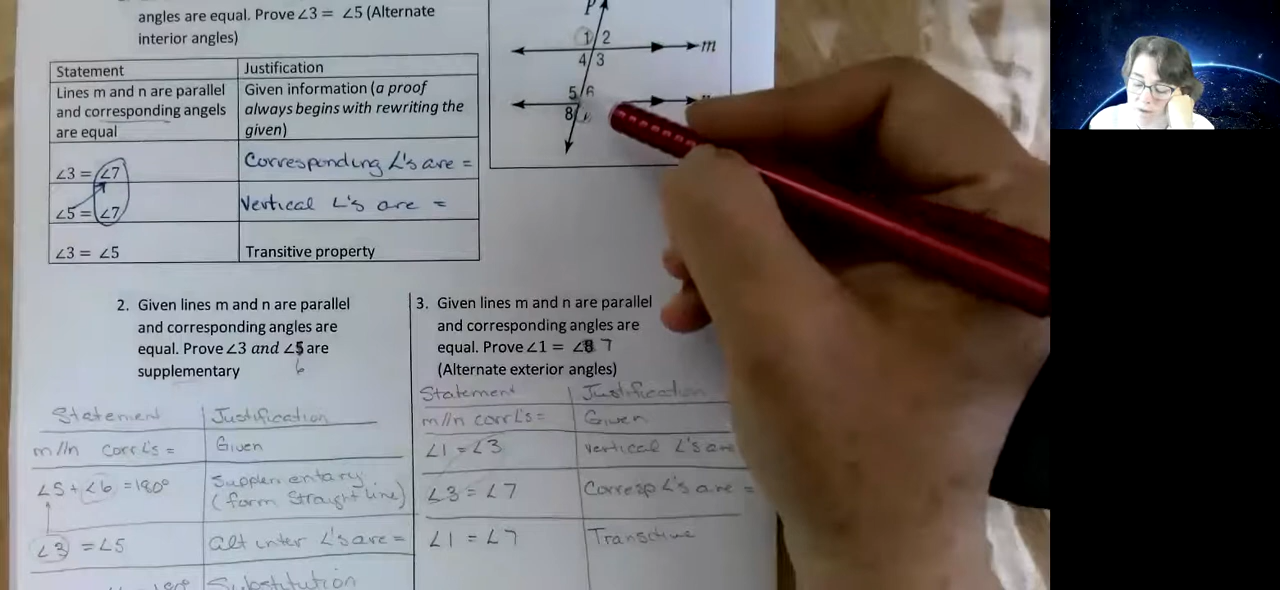 angles are equal. Prove ∠3 = ∠5 (Alternate
interior angles)
Statement Justification
Lines m and n are parallel
and corresponding angels
are equal
Given information (a proof
always begins with rewriting the
given)
∠3 = ∠7 Corresponding L's are =
∠5 = ∠7 Vertical L's are =
∠3 = ∠5 Transitive property
P
1 2 m
4 3
5 6
8
2. Given lines m and n are parallel
and corresponding angles are
equal. Prove ∠3 and ∠5 are
supplementary 6
Statement Justification
m//n corr L's = Given
∠5 + ∠6 = 180° Supplementary
(form Straight line)
∠3 = ∠5 alt inter L's are =
Substitution
3. Given lines m and n are parallel
and corresponding angles are
equal. Prove ∠1 = ∠8 7
(Alternate exterior angles)
Statement Justification
m//n corr L's = Given
∠1 = ∠3 vertical L's are
∠3 = ∠7 Corresp L's are =
∠1 = ∠7 Transitive